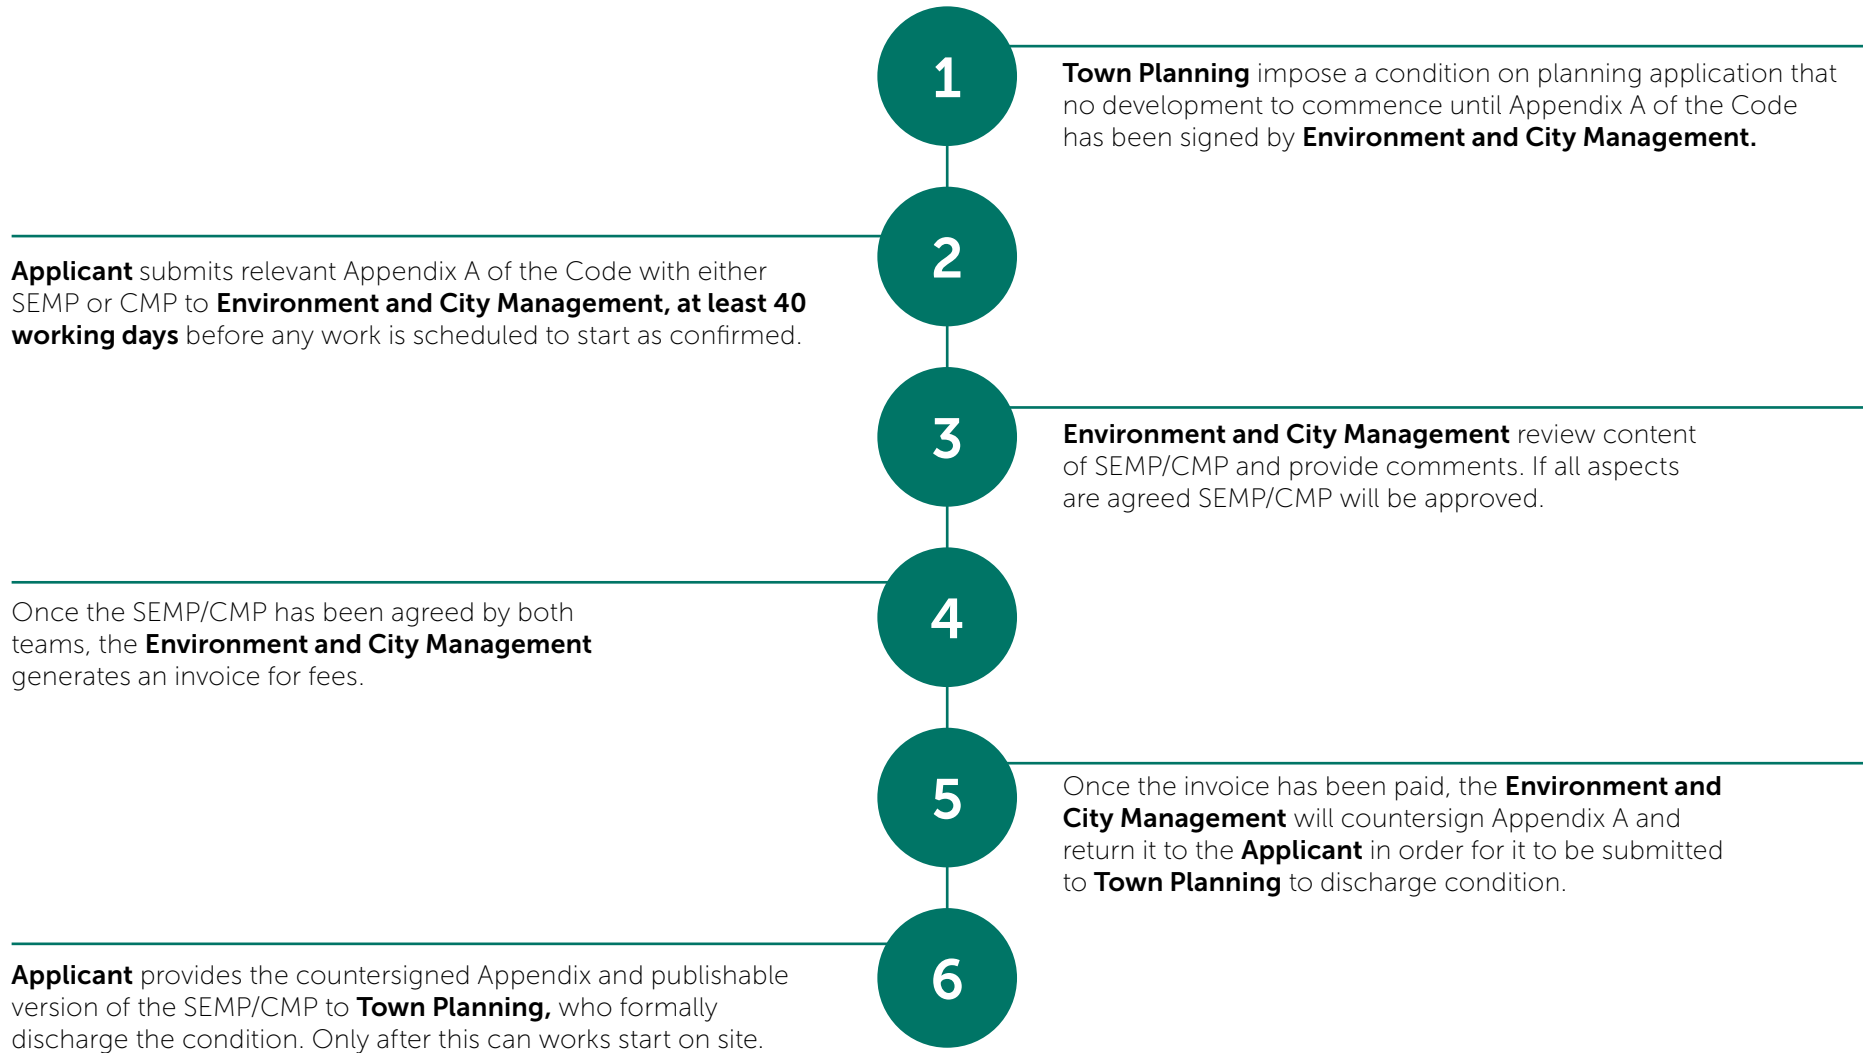 1
Town Planning impose a condition on planning application that
no development to commence until Appendix A of the Code
has been signed by Environment and City Management.
2
Applicant submits relevant Appendix A of the Code with either
SEMP or CMP to Environment and City Management, at least 40
working days before any work is scheduled to start as confirmed.
3
Environment and City Management review content
of SEMP/CMP and provide comments. If all aspects
are agreed SEMP/CMP will be approved.
4
Once the SEMP/CMP has been agreed by both
teams, the Environment and City Management
generates an invoice for fees.
5
Once the invoice has been paid, the Environment and
City Management will countersign Appendix A and
return it to the Applicant in order for it to be submitted
to Town Planning to discharge condition.
6
Applicant provides the countersigned Appendix and publishable
version of the SEMP/CMP to Town Planning, who formally
discharge the condition. Only after this can works start on site.